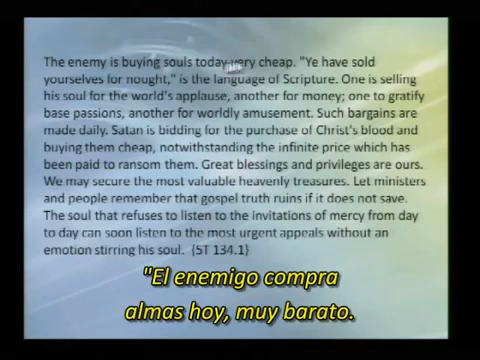 The enemy is buying souls today very cheap. "Ye have sold
yourselves for nought," is the language of Scripture. One is selling
his soul for the world's applause, another for money; one to gratify
base passions, another for worldly amusement. Such bargains are
made daily. Satan is bidding for the purchase of Christ's blood and
buying them cheap, notwithstanding the infinite price which has
been paid to ransom them. Great blessings and privileges are ours.
We may secure the most valuable heavenly treasures. Let ministers
and people remember that gospel truth ruins if it does not save.
The soul that refuses to listen to the invitations of mercy from day
to day can soon listen to the most urgent appeals without an
emotion stirring his soul. {5T 134.1}
"El enemigo compra
almas hoy, muy barato.